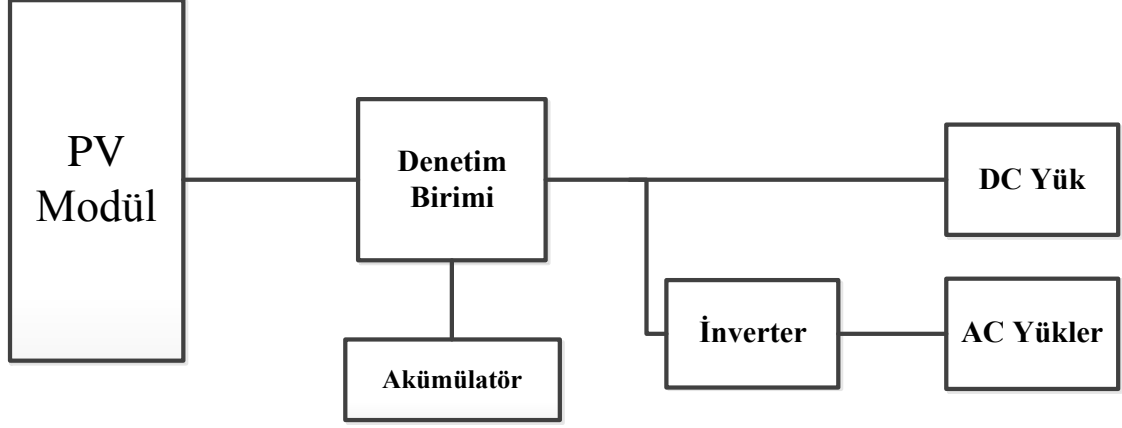 PV
Modül
Denetim
Birimi
DC Yük
İnverter
AC Yükler
Akümülatör